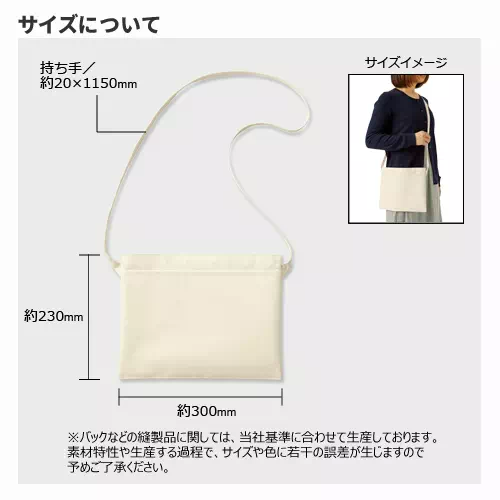 サイズについて
持ち手／
約20×1150mm
サイズイメージ
約230mm
約300mm
※バックなどの縫製品に関しては、当社基準に合わせて生産しております。
素材特性や生産する過程で、サイズや色に若干の誤差が生じますので
予めご了承ください。